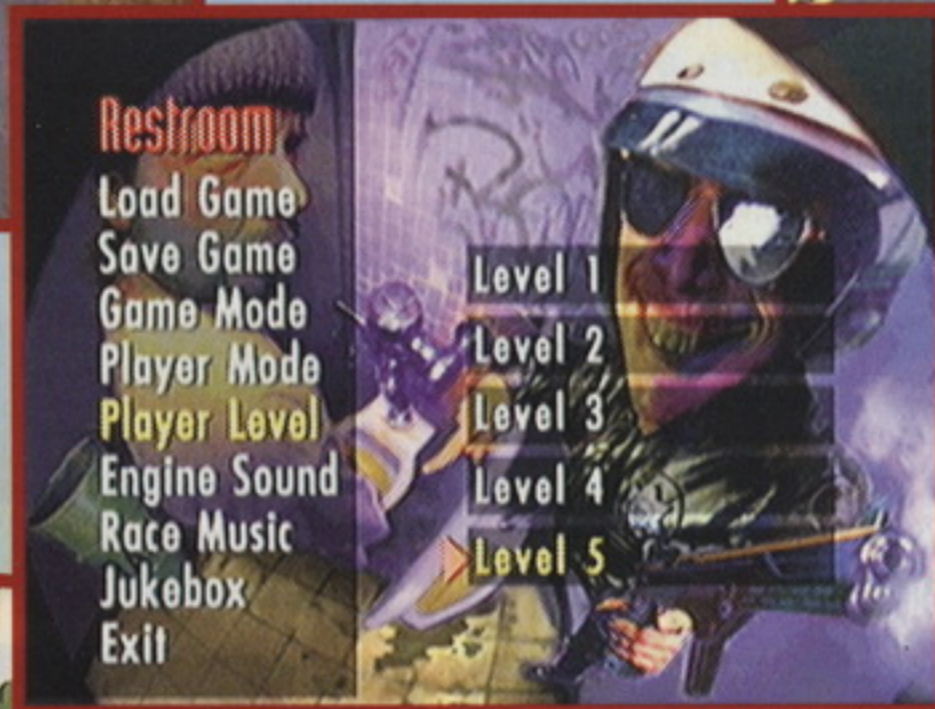 Restroom
Load Game
Save Game
Game Mode
Player Mode
Player Level
Engine Sound
Race Music
Jukebox
Exit
Level 1
Level 2
Level 3
Level 4
Level 5